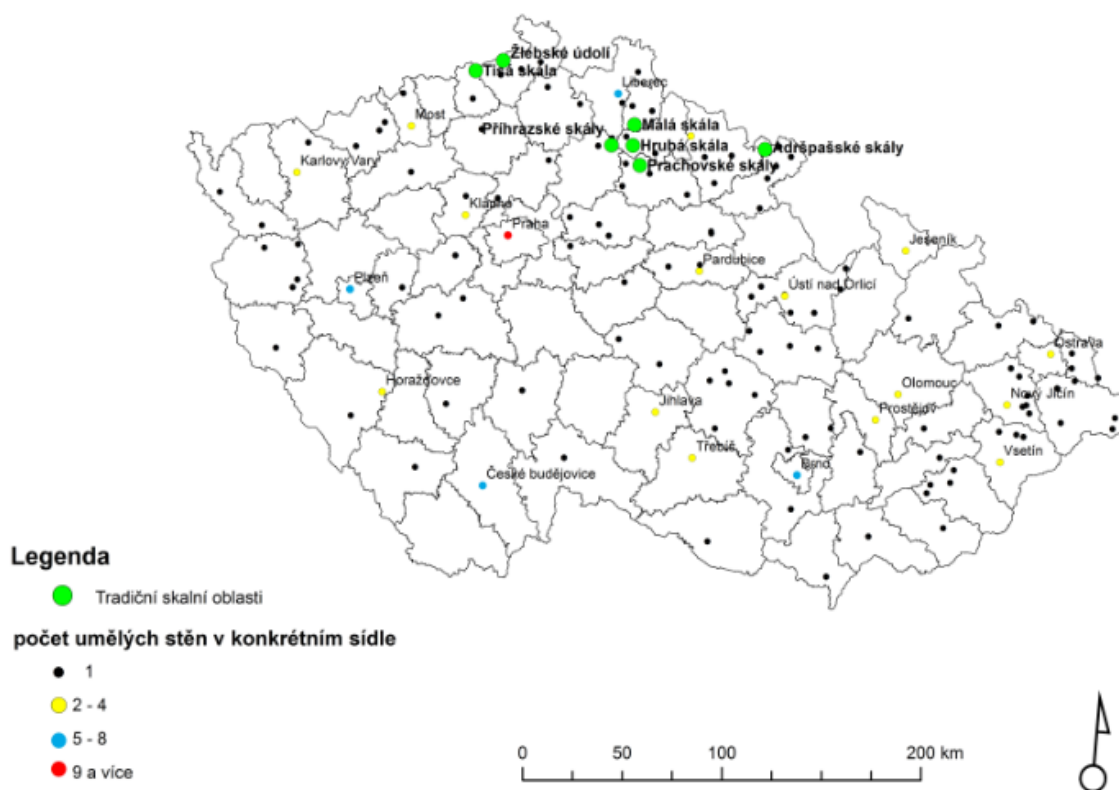 Žlebské údolí
Tisá skála
Liberec
Most
Příhrazské skály
Malá skála
Hrubá skála
Adršpašské skály
Prachovské skály
Karlovy Vary
Kladno
Praha
Jeseník
Pardubice
Plzeň
Ústí nad Orlicí
Ostrava
Horažďovce
Olomouc
Nový Jičín
Jihlava
Prostějov
Třebíč
Vsetín
Brno
České budějovice
Legenda
Tradiční skalní oblasti
počet umělých stěn v konkrétním sídle
1
2 - 4
5 - 8
9 a více
0 50 100 200 km